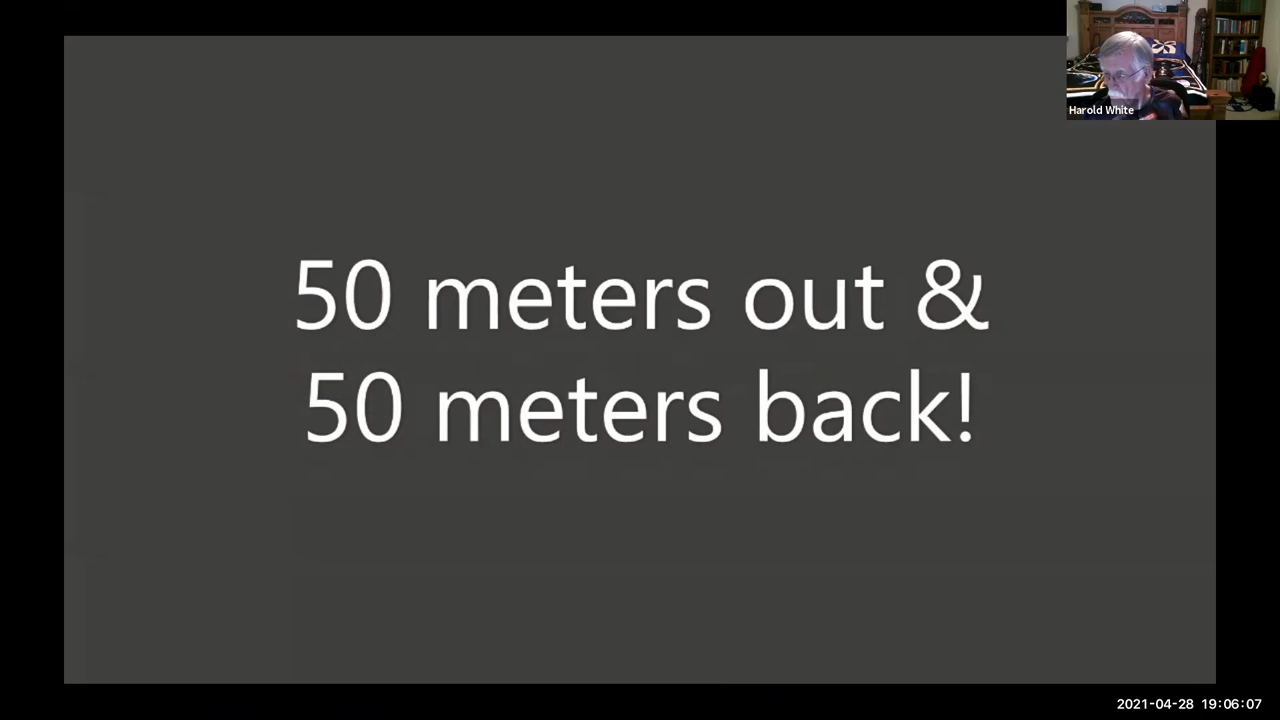 Harold White
50 meters out &
50 meters back!
2021-04-28 19:06:07